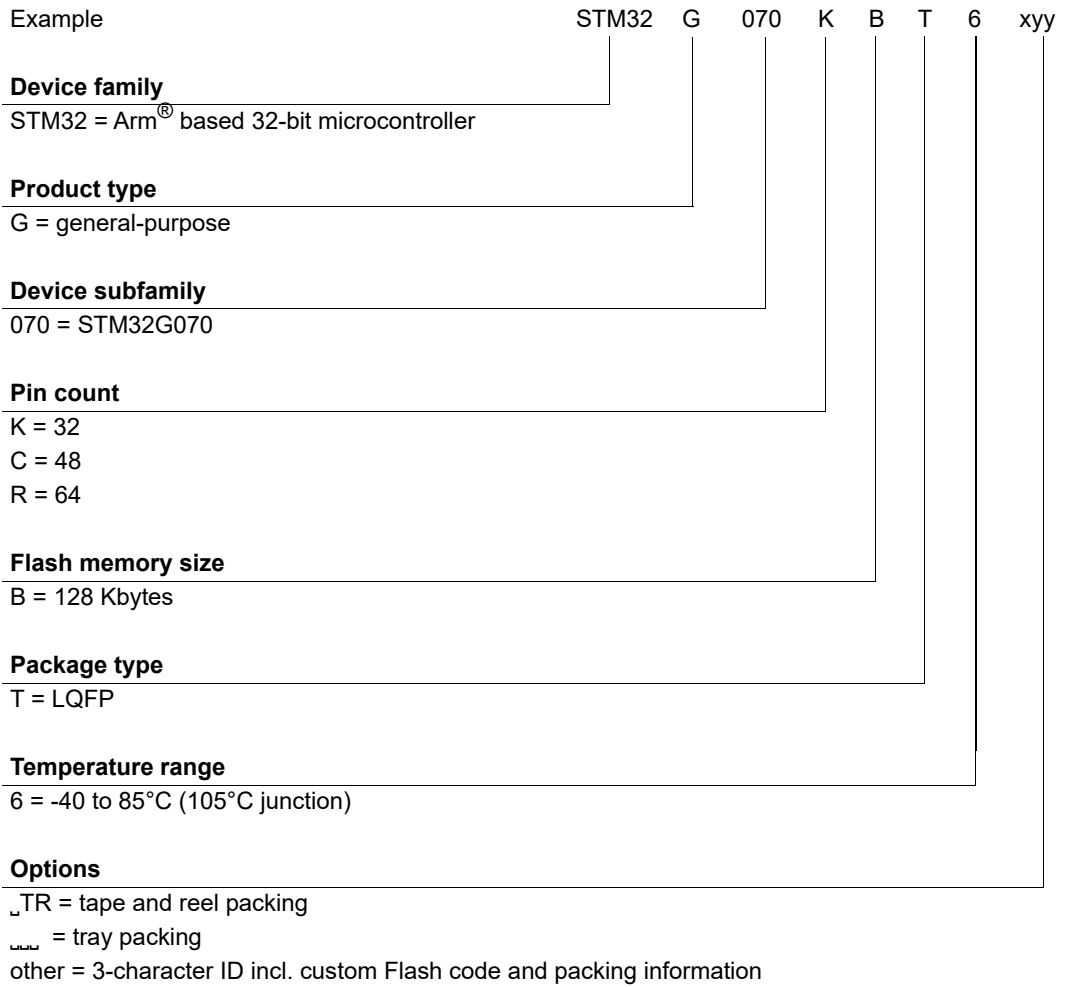 Example STM32 G 070 K B T 6 xyy
Device family
STM32 = Arm® based 32-bit microcontroller
Product type
G = general-purpose
Device subfamily
070 = STM32G070
Pin count
K = 32
C = 48
R = 64
Flash memory size
B = 128 Kbytes
Package type
T = LQFP
Temperature range
6 = -40 to 85°C (105°C junction)
Options
␣TR = tape and reel packing
␣␣␣ = tray packing
other = 3-character ID incl. custom Flash code and packing information